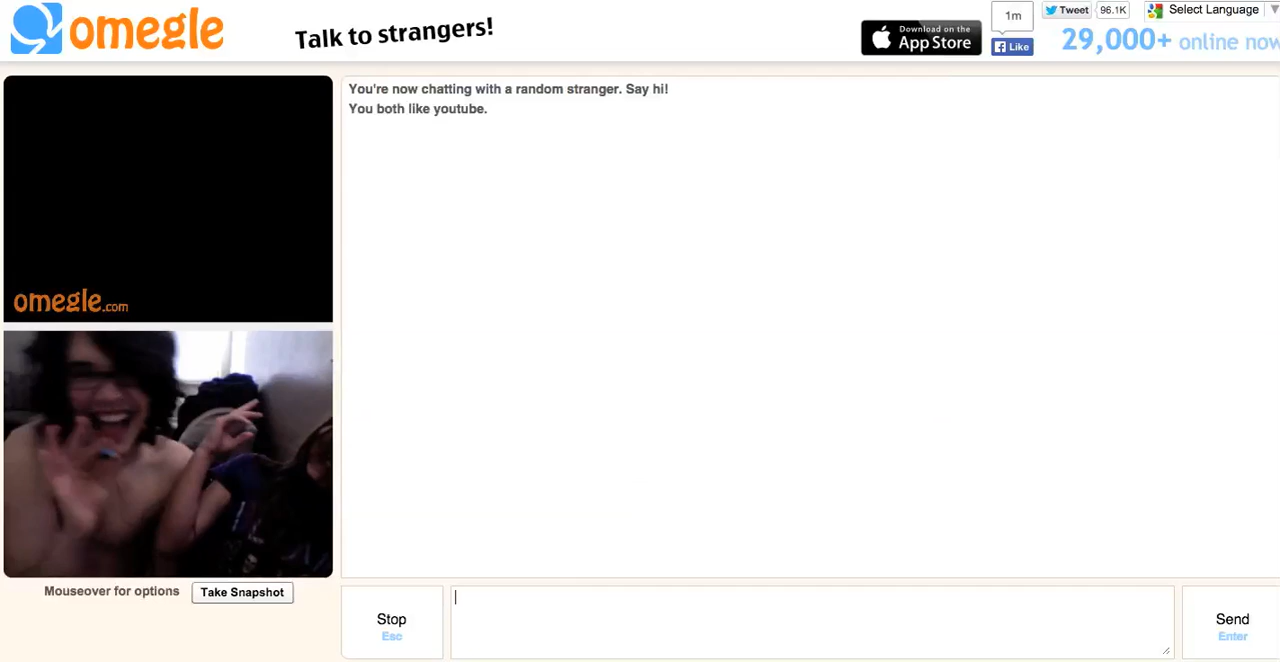 omegle
Talk to strangers!
Download on the
App Store
1m
Like
Tweet
96.1K
Select Language
29,000+ online now
omegle.com
You're now chatting with a random stranger. Say hi!
You both like youtube.
Mouseover for options
Take Snapshot
Stop
Esc
Send
Enter